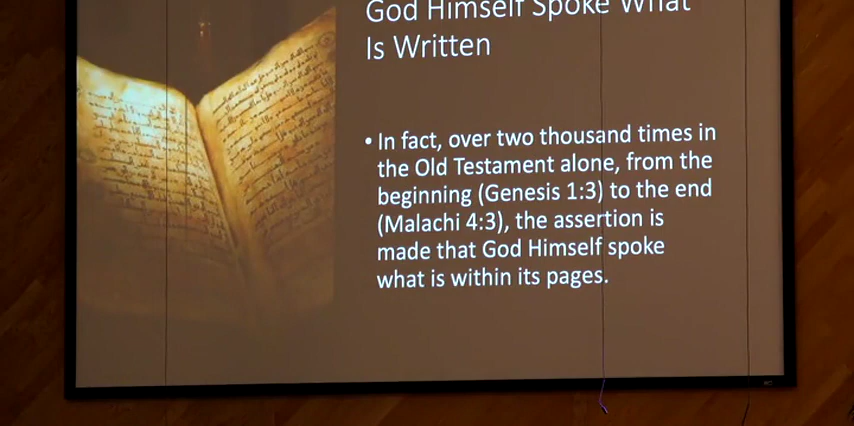 God Himself Spoke What
Is Written
• In fact, over two thousand times in
the Old Testament alone, from the
beginning (Genesis 1:3) to the end
(Malachi 4:3), the assertion is
made that God Himself spoke
what is within its pages.